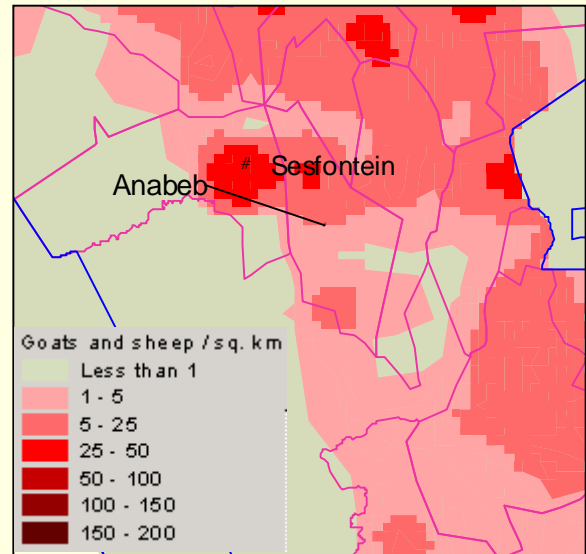 # Sesfontein
Anabeb
Goats and sheep / sq. km
Less than 1
1 - 5
5 - 25
25 - 50
50 - 100
100 - 150
150 - 200